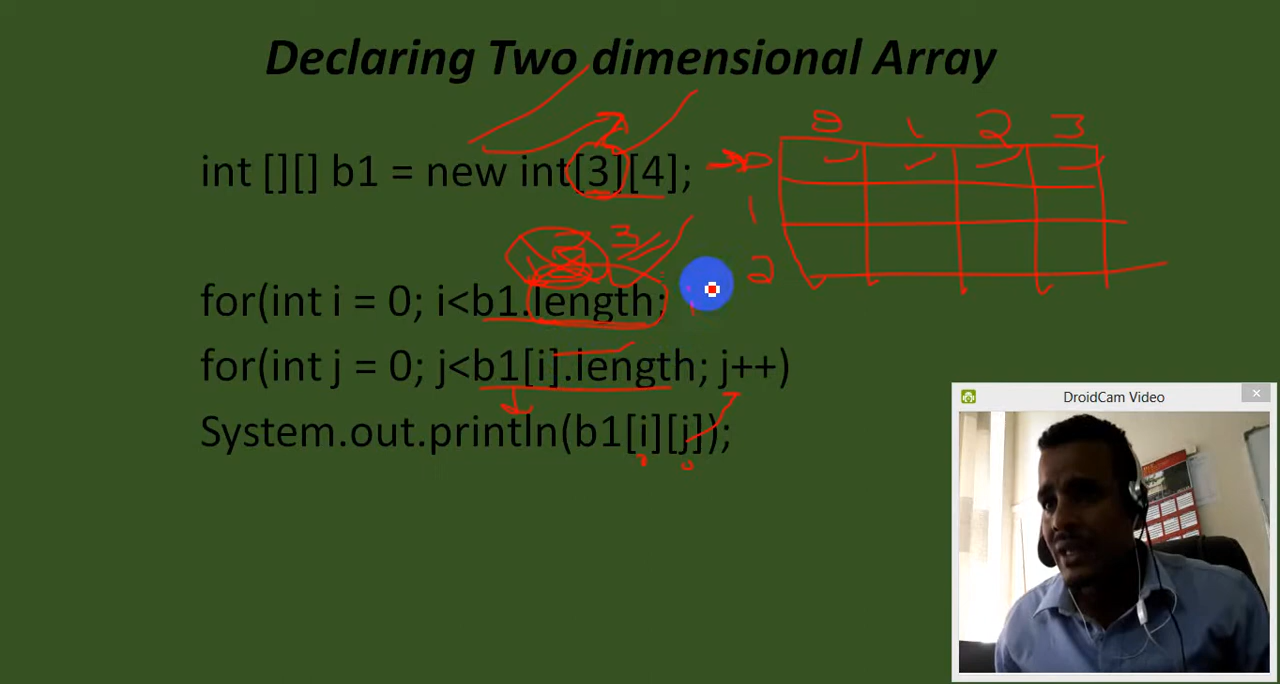 Declaring Two dimensional Array
0 1 2 3
int [][] b1 = new int[3][4];
0
1
3
2
for(int i = 0; i<b1.length; i
for(int j = 0; j<b1[i].length; j++)
DroidCam Video
System.out.println(b1[i][j]);